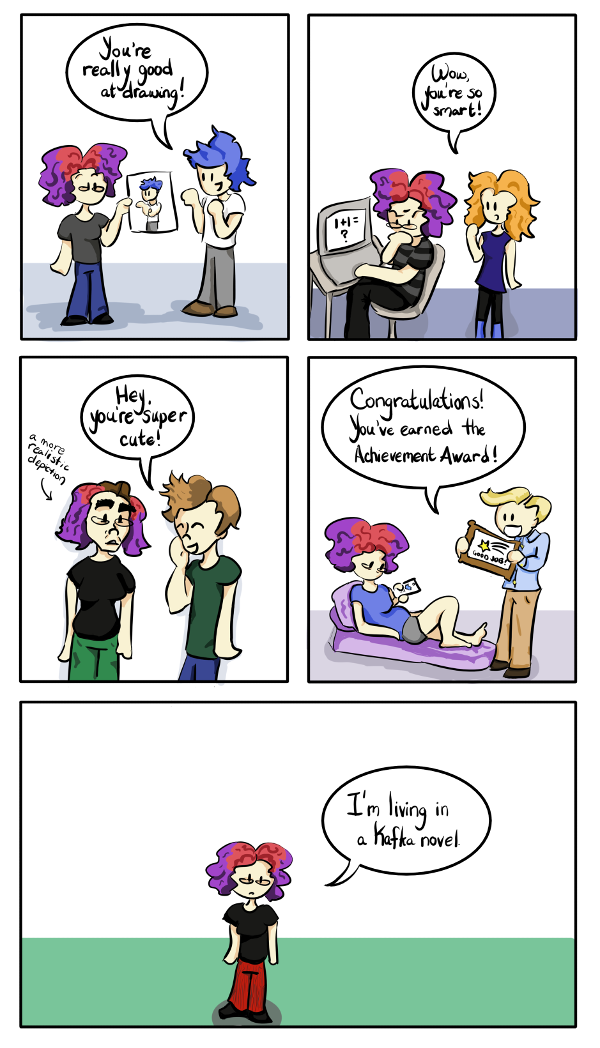 You're
really good
at drawing!
Wow,
you're so
smart!
1+1=
?
Hey,
you're super
cute!
a more
realistic
depiction
Congratulations!
You've earned the
Achievement Award!
GOOD JOB!
I'm living in
a Kafka novel